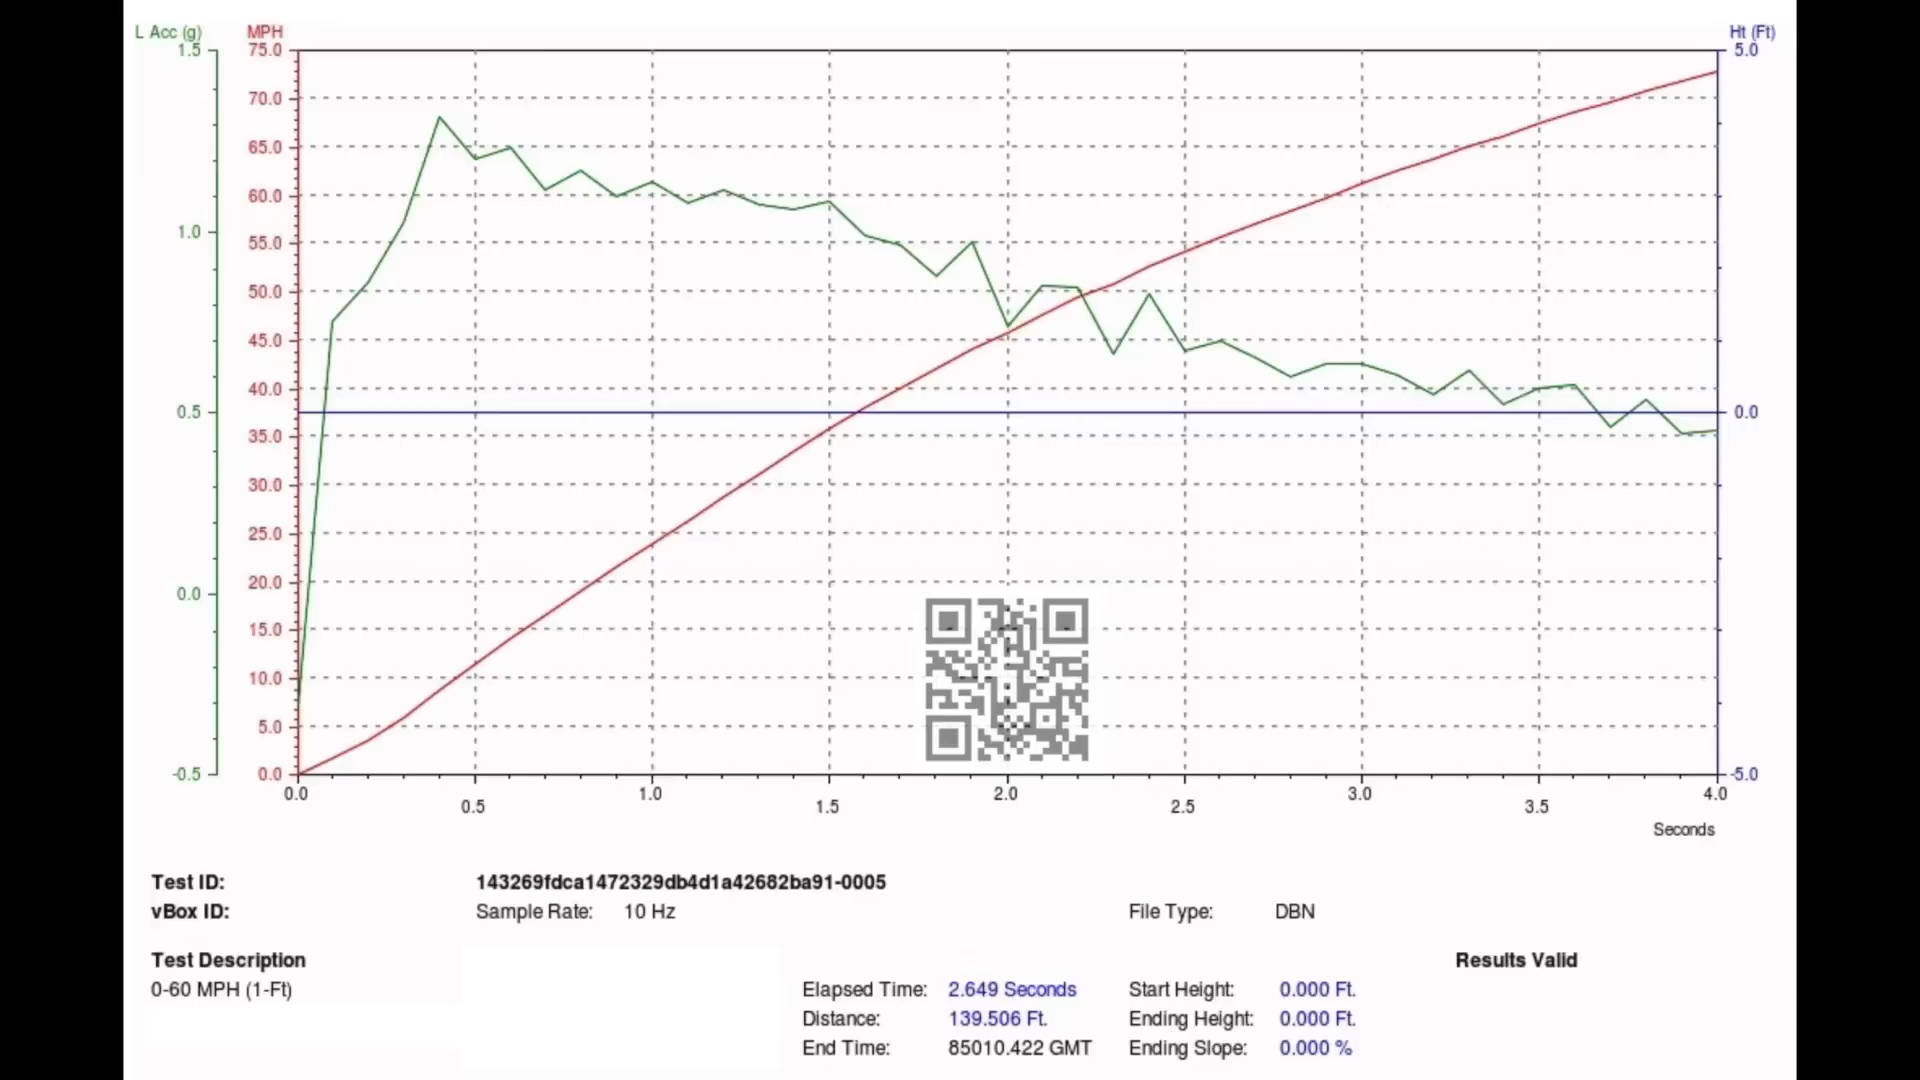 L Acc (g) MPH Ht (Ft)
1.5 75.0 5.0
70.0
65.0
60.0
1.0 55.0
50.0
45.0
40.0
0.5 0.0
35.0
30.0
25.0
0.0 20.0
15.0
10.0
5.0
-0.5 0.0 -5.0
0.0 0.5 1.0 1.5 2.0 2.5 3.0 3.5 4.0
Seconds
Test ID: 143269fdca1472329db4d1a42682ba91-0005
vBox ID: Sample Rate: 10 Hz File Type: DBN
Test Description Results Valid
0-60 MPH (1-Ft) Elapsed Time: 2.649 Seconds Start Height: 0.000 Ft.
Distance: 139.506 Ft. Ending Height: 0.000 Ft.
End Time: 85010.422 GMT Ending Slope: 0.000 %